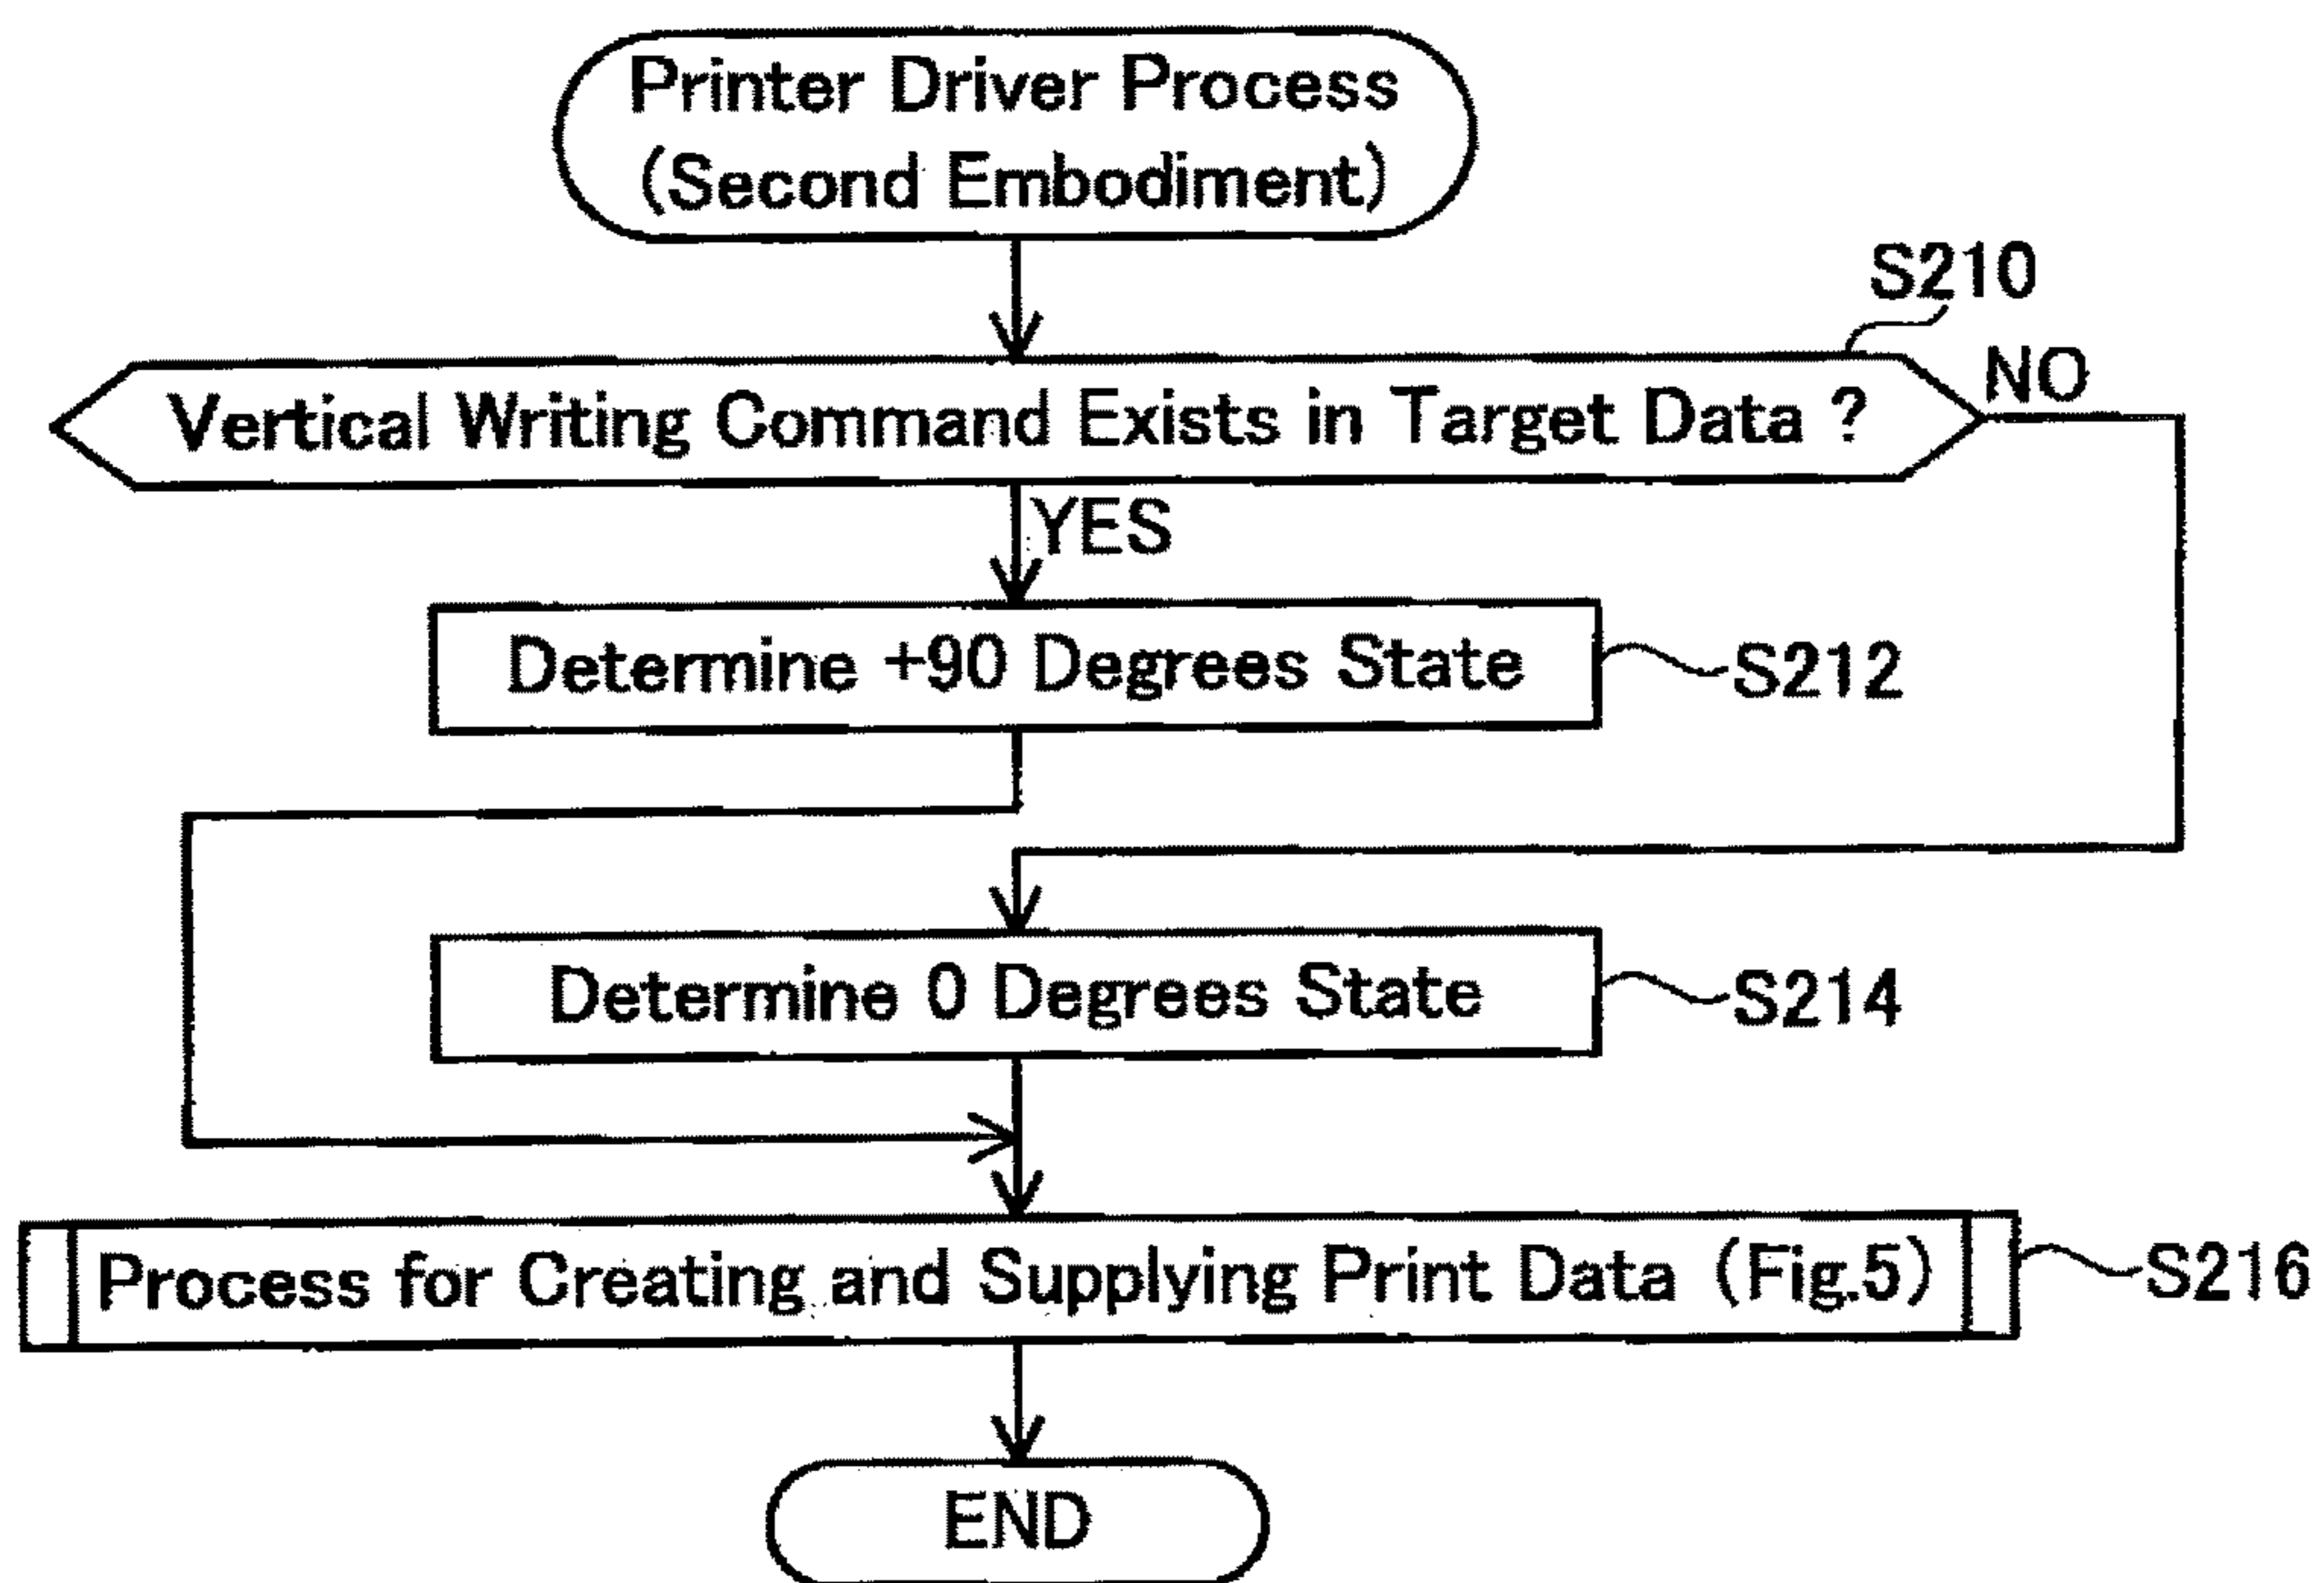 Printer Driver Process
(Second Embodiment)
S210
Vertical Writing Command Exists in Target Data ?
NO
YES
Determine +90 Degrees State
S212
Determine 0 Degrees State
S214
Process for Creating and Supplying Print Data (Fig.5)
S216
END